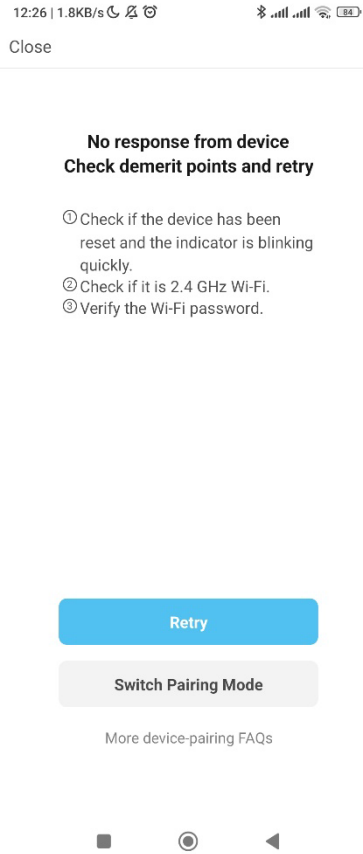 12:26 | 1.8KB/s 84
Close
No response from device
Check demerit points and retry
① Check if the device has been
reset and the indicator is blinking
quickly.
② Check if it is 2.4 GHz Wi-Fi.
③ Verify the Wi-Fi password.
Retry
Switch Pairing Mode
More device-pairing FAQs